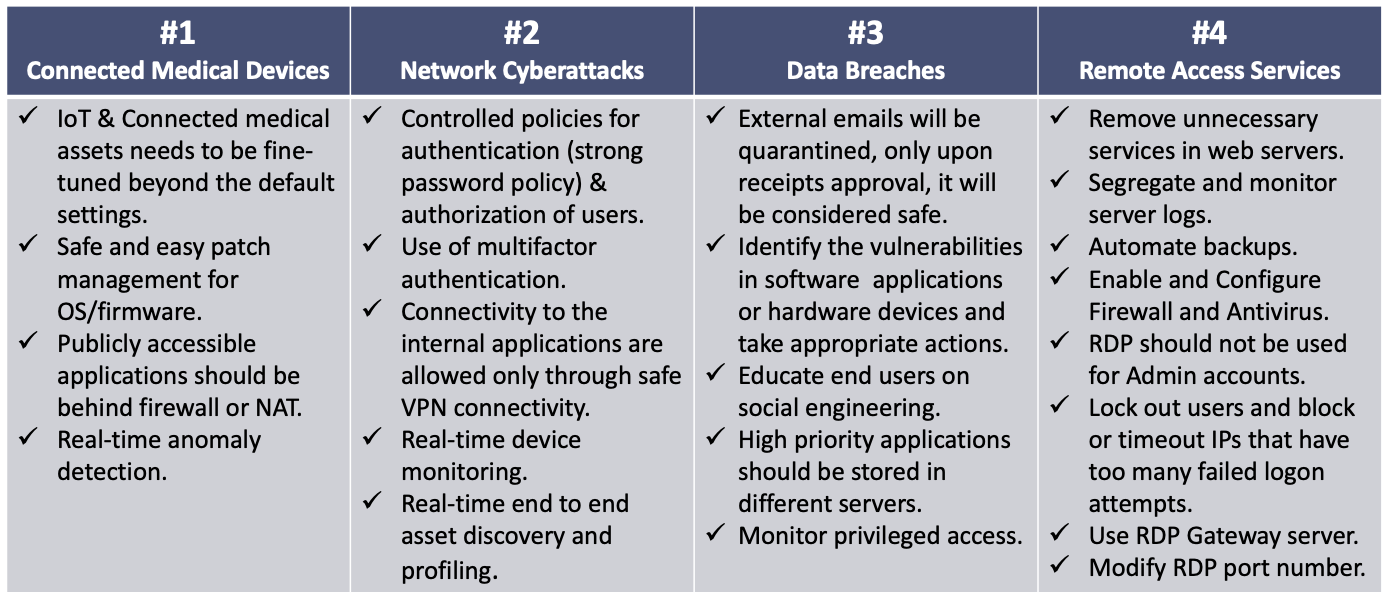 #1
Connected Medical Devices
✓ IoT & Connected medical
assets needs to be fine-
tuned beyond the default
settings.
✓ Safe and easy patch
management for
OS/firmware.
✓ Publicly accessible
applications should be
behind firewall or NAT.
✓ Real-time anomaly
detection.
#2
Network Cyberattacks
✓ Controlled policies for
authentication (strong
password policy) &
authorization of users.
✓ Use of multifactor
authentication.
✓ Connectivity to the
internal applications are
allowed only through safe
VPN connectivity.
✓ Real-time device
monitoring.
✓ Real-time end to end
asset discovery and
profiling.
#3
Data Breaches
✓ External emails will be
quarantined, only upon
receipts approval, it will
be considered safe.
✓ Identify the vulnerabilities
in software applications
or hardware devices and
take appropriate actions.
✓ Educate end users on
social engineering.
✓ High priority applications
should be stored in
different servers.
✓ Monitor privileged access.
#4
Remote Access Services
✓ Remove unnecessary
services in web servers.
✓ Segregate and monitor
server logs.
✓ Automate backups.
✓ Enable and Configure
Firewall and Antivirus.
✓ RDP should not be used
for Admin accounts.
✓ Lock out users and block
or timeout IPs that have
too many failed logon
attempts.
✓ Use RDP Gateway server.
✓ Modify RDP port number.